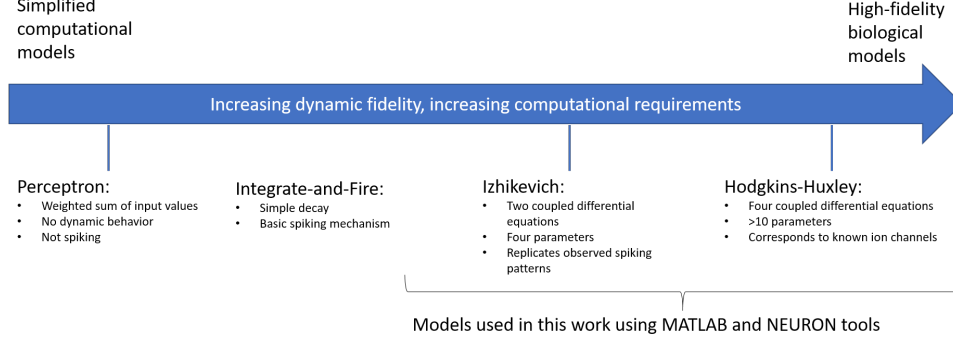 Simplified
computational
models
High-fidelity
biological
models
Increasing dynamic fidelity, increasing computational requirements
Perceptron:
• Weighted sum of input values
• No dynamic behavior
• Not spiking
Integrate-and-Fire:
• Simple decay
• Basic spiking mechanism
Izhikevich:
• Two coupled differential
equations
• Four parameters
• Replicates observed spiking
patterns
Hodgkins-Huxley:
• Four coupled differential equations
• >10 parameters
• Corresponds to known ion channels
Models used in this work using MATLAB and NEURON tools